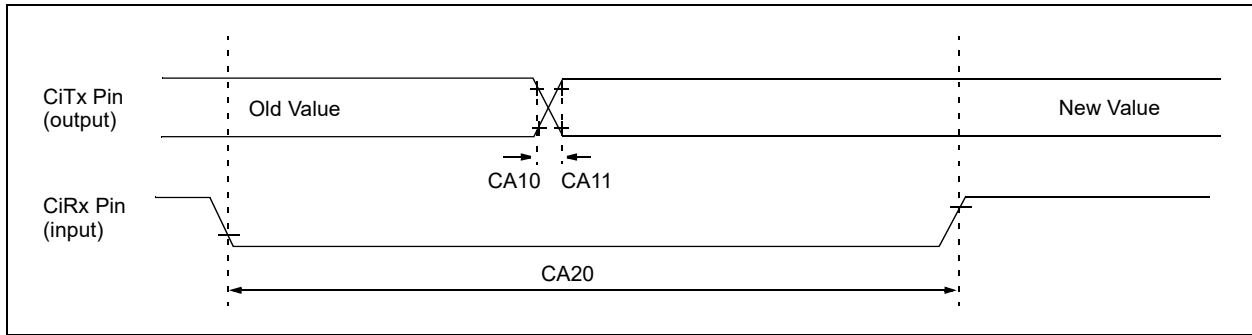 CiTx Pin
(output)
Old Value
New Value
CA10 CA11
CiRx Pin
(input)
CA20